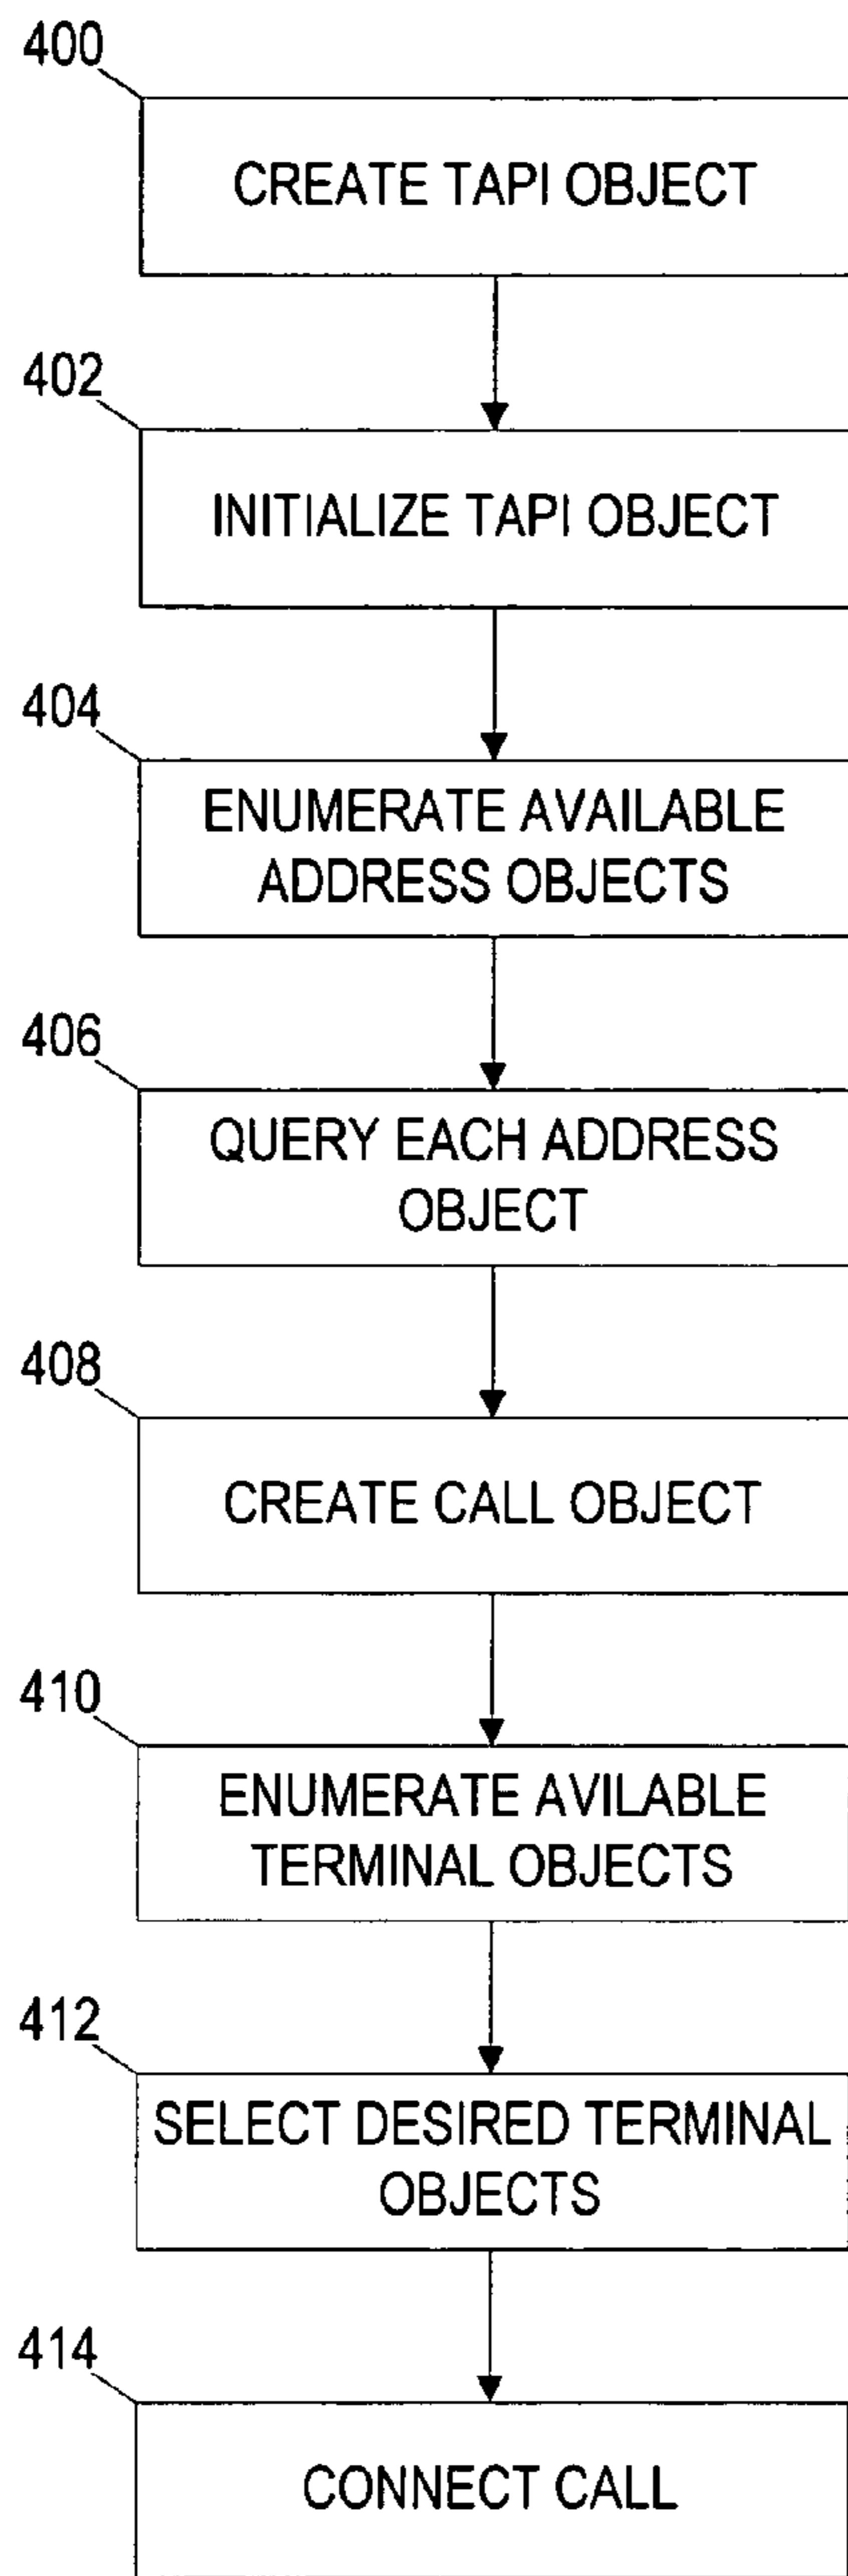 400
CREATE TAPI OBJECT
402
INITIALIZE TAPI OBJECT
404
ENUMERATE AVAILABLE
ADDRESS OBJECTS
406
QUERY EACH ADDRESS
OBJECT
408
CREATE CALL OBJECT
410
ENUMERATE AVILABLE
TERMINAL OBJECTS
412
SELECT DESIRED TERMINAL
OBJECTS
414
CONNECT CALL